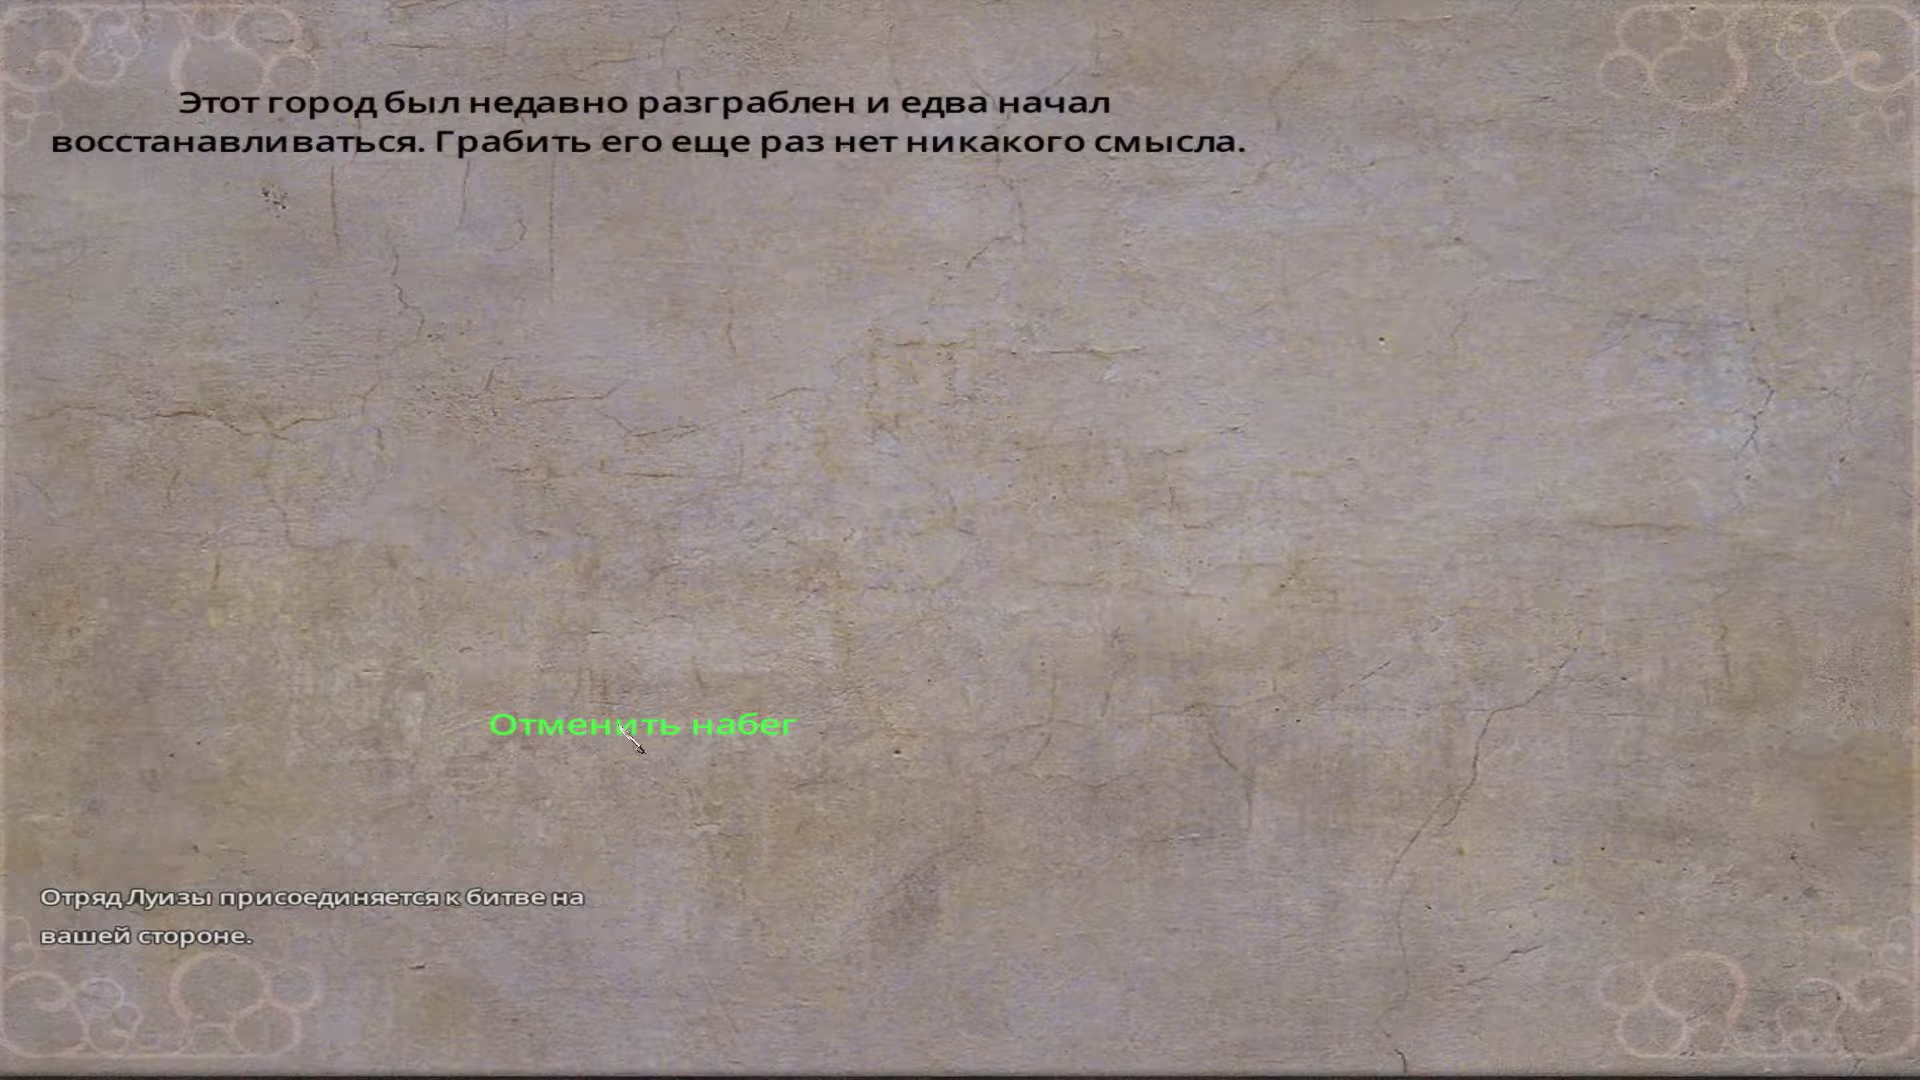 Этот город был недавно разграблен и едва начал
восстанавливаться. Грабить его еще раз нет никакого смысла.
Отменить набег
Отряд Луизы присоединяется к битве на
вашей стороне.